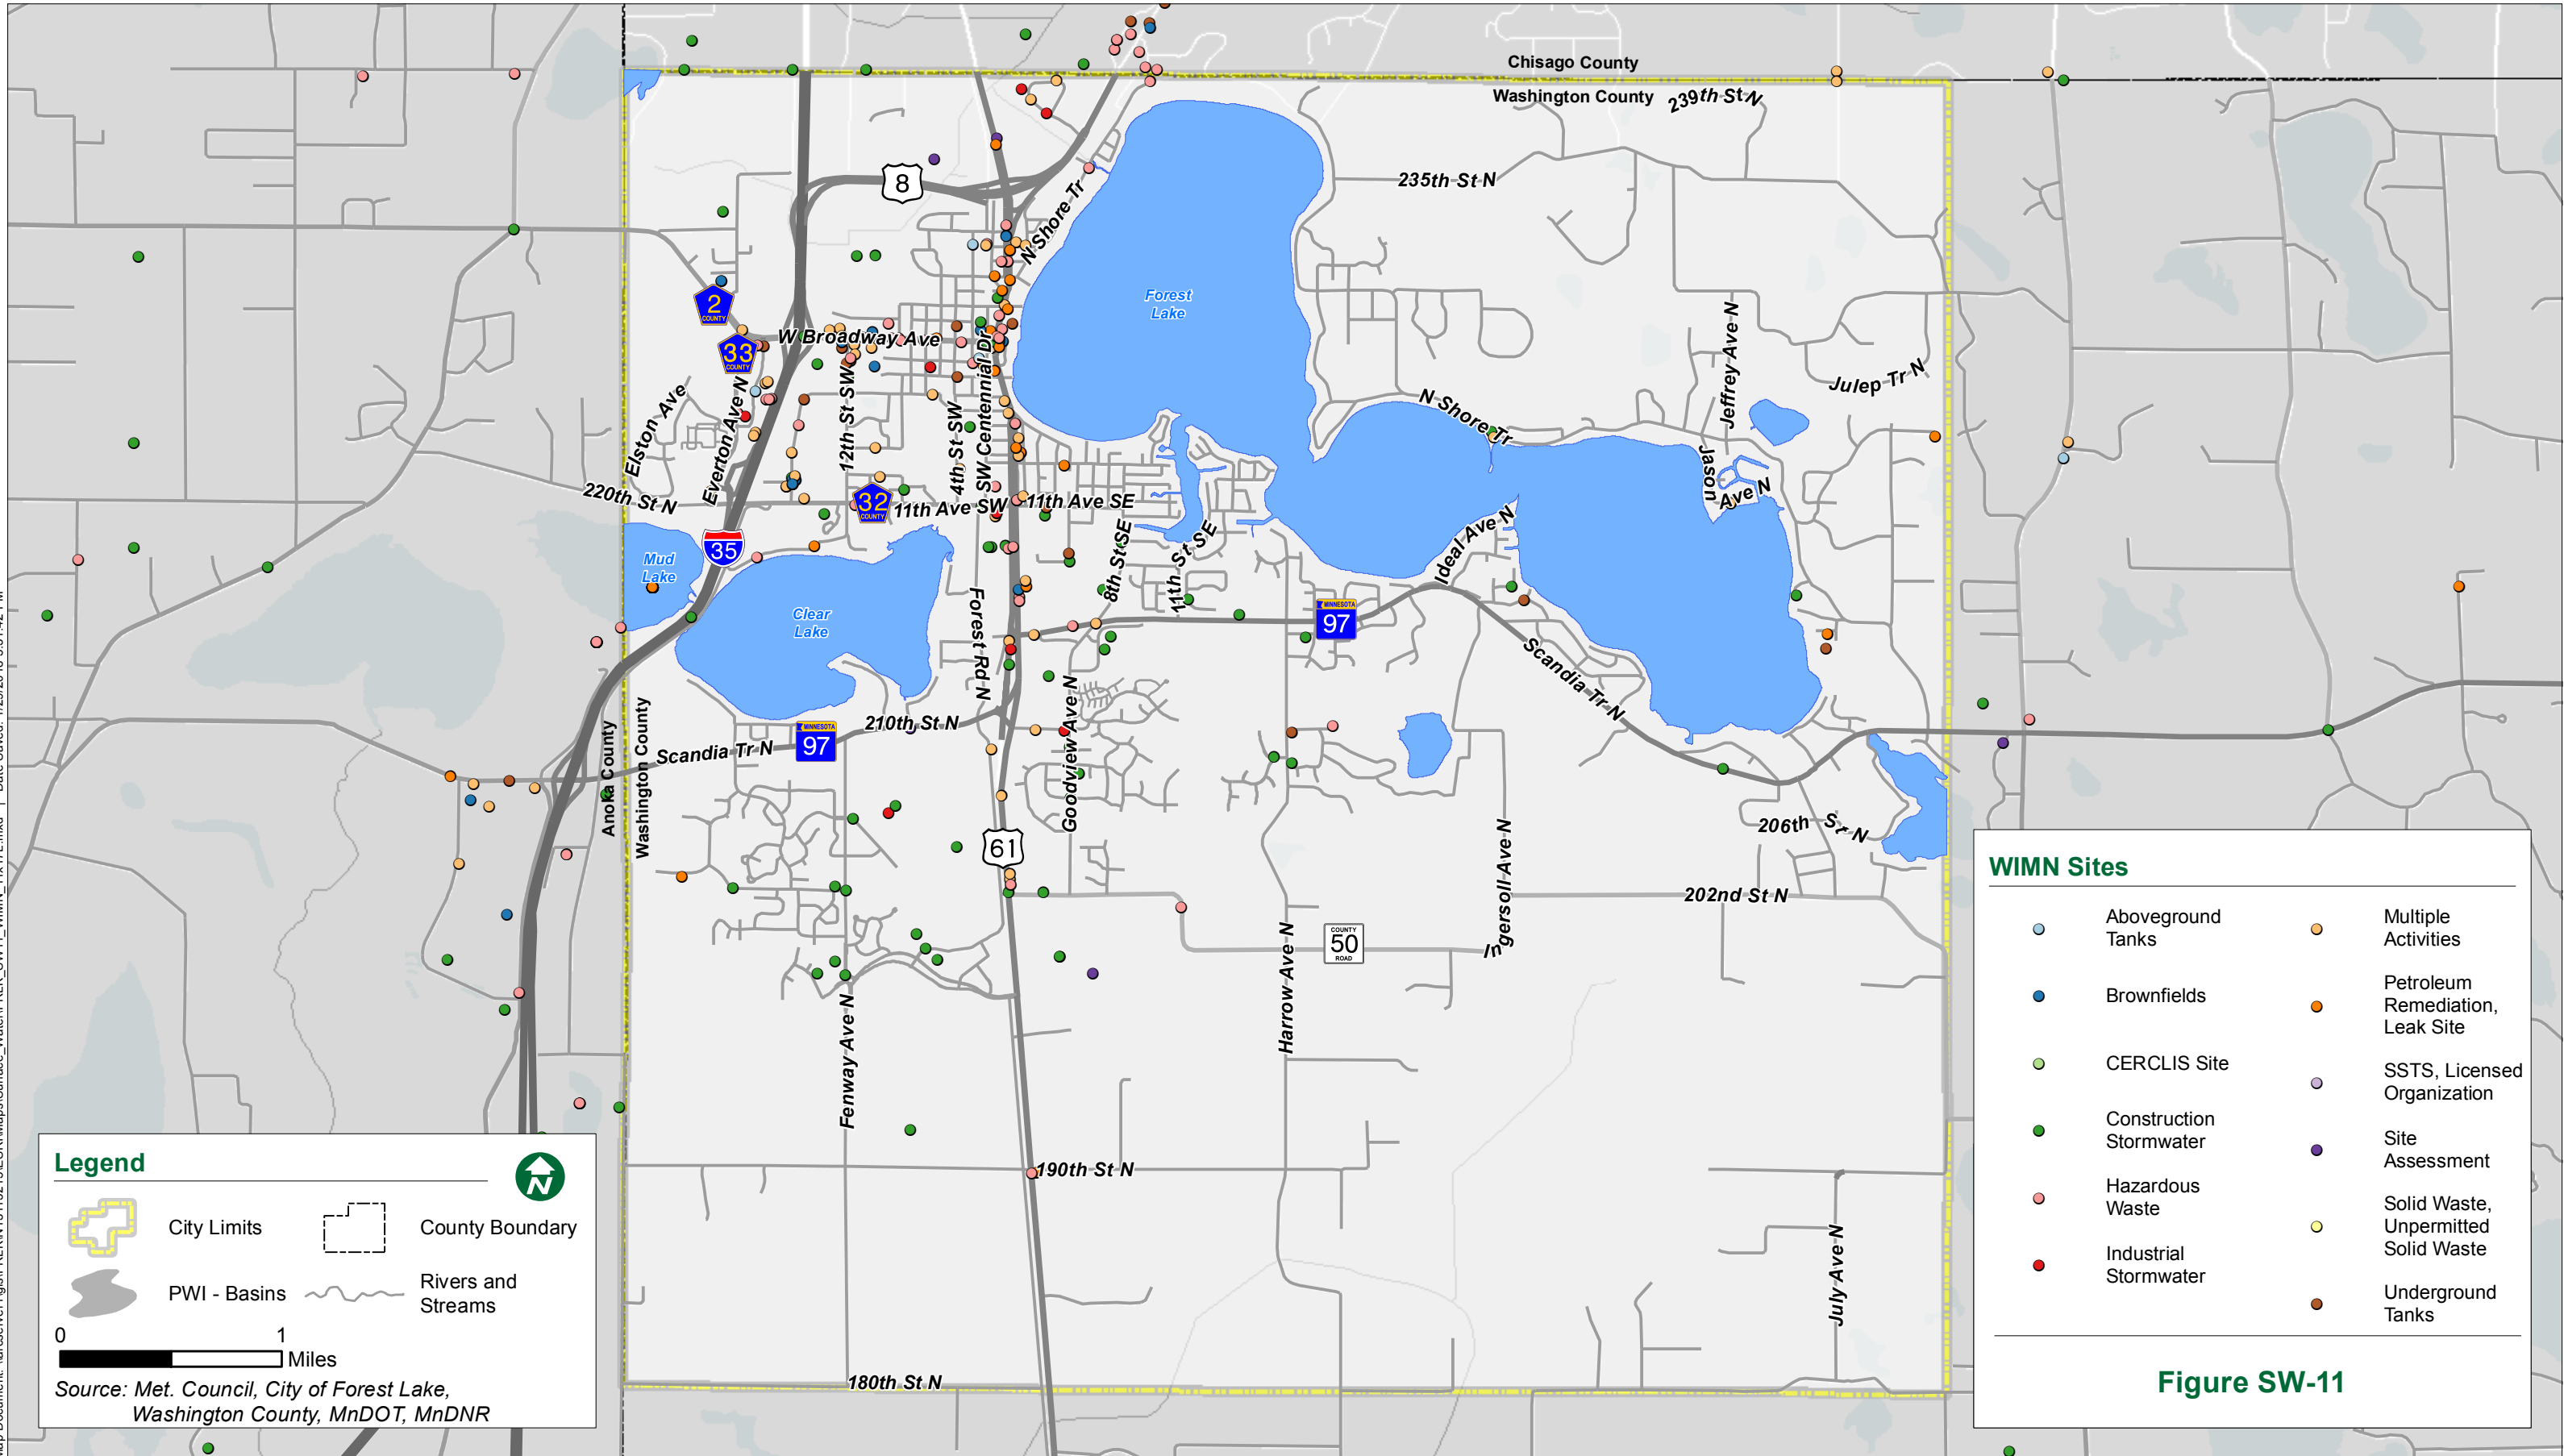 Chisago County
Washington County
239th St N
8
235th St N
N Shore Tr
Forest
Lake
2
COUNTY
33
COUNTY
W Broadway Ave
Jeffrey Ave N
Julep Tr N
Elston Ave
Everton Ave N
12th St SW
4th St SW
SW Centennial Dr
N Shore Tr
Jason
Ave N
220th St N
32
COUNTY
11th Ave SW
11th Ave SE
35
Mud
Lake
Clear
Lake
8th St SE
11th St SE
Ideal Ave N
Forest Rd N
MINNESOTA
97
Scandia Tr N
Anoka County
Washington County
Scandia Tr N
MINNESOTA
97
210th St N
Goodview Ave N
61
206th St N
Ingersoll Ave N
202nd St N
COUNTY
50
ROAD
Harrow Ave N
Fenway Ave N
190th St N
July Ave N
180th St N
Legend
N
City Limits
County Boundary
PWI - Basins
Rivers and
Streams
0 1
Miles
Source: Met. Council, City of Forest Lake,
Washington County, MnDOT, MnDNR
WIMN Sites
Aboveground
Tanks
Brownfields
CERCLIS Site
Construction
Stormwater
Hazardous
Waste
Industrial
Stormwater
Multiple
Activities
Petroleum
Remediation,
Leak Site
SSTS, Licensed
Organization
Site
Assessment
Solid Waste,
Unpermitted
Solid Waste
Underground
Tanks
Figure SW-11